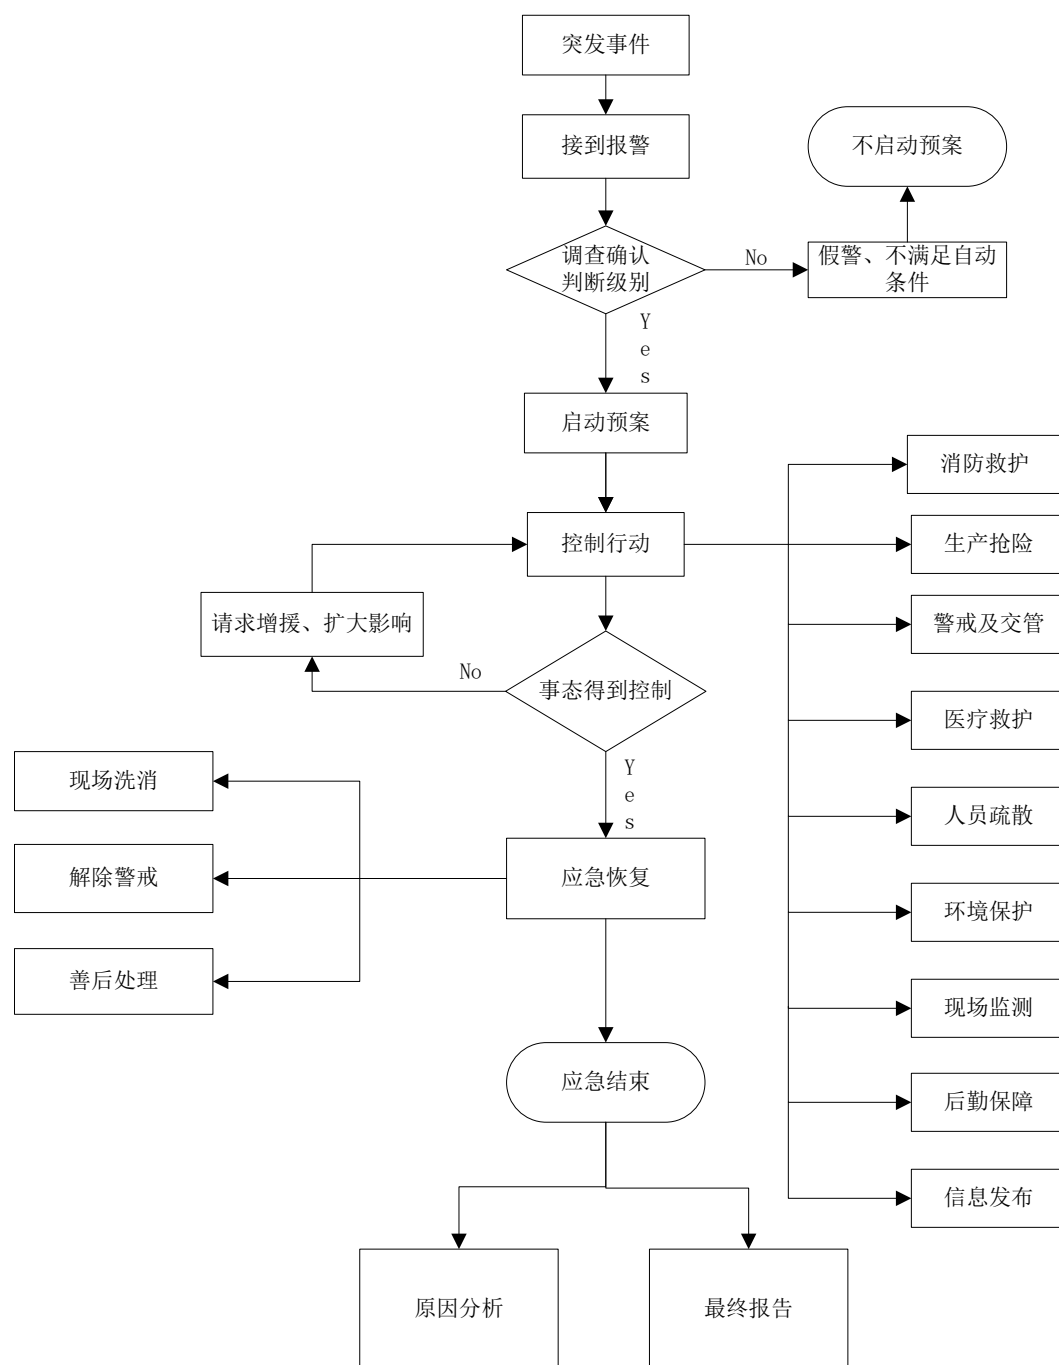 突发事件
接到报警
不启动预案
调查确认
判断级别
No
假警、不满足自动
条件
Yes
启动预案
消防救护
控制行动
生产抢险
请求增援、扩大影响
警戒及交管
No
事态得到控制
医疗救护
现场洗消
Yes
人员疏散
解除警戒
应急恢复
环境保护
善后处理
现场监测
应急结束
后勤保障
信息发布
原因分析
最终报告